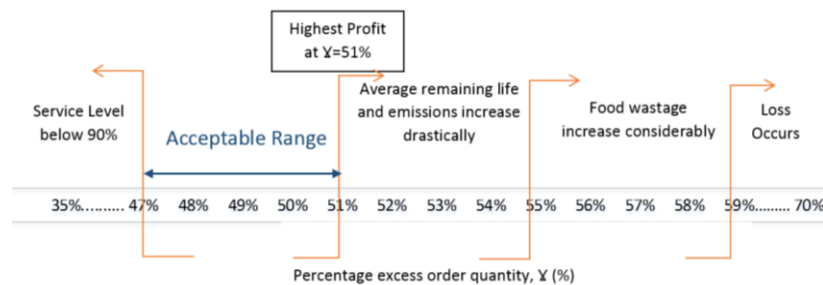 Highest Profit
at ɣ=51%
Service Level
below 90%
Acceptable Range
Average remaining life
and emissions increase
drastically
Food wastage
increase considerably
Loss
Occurs
35%.......... 47% 48% 49% 50% 51% 52% 53% 54% 55% 56% 57% 58% 59%......... 70%
Percentage excess order quantity, ɣ (%)